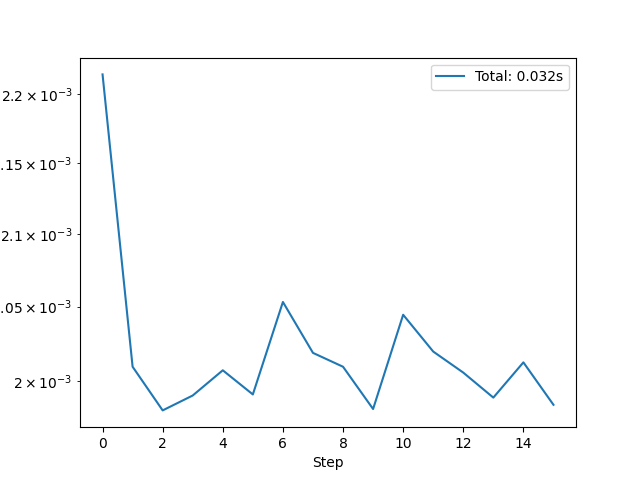 Total: 0.032s
2.2 × 10⁻³
.15 × 10⁻³
2.1 × 10⁻³
.05 × 10⁻³
2 × 10⁻³
0 2 4 6 8 10 12 14
Step